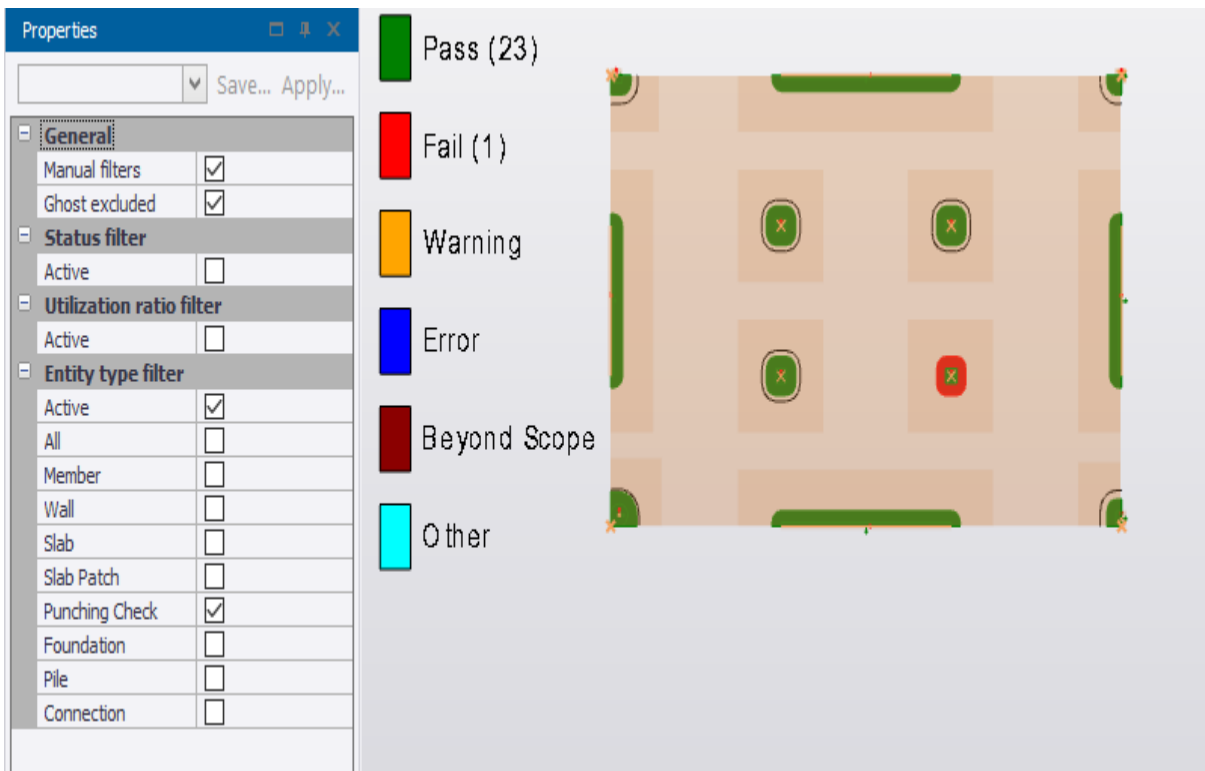 Properties
Save... Apply...
General
Manual filters
Ghost excluded
Status filter
Active
Utilization ratio filter
Active
Entity type filter
Active
All
Member
Wall
Slab
Slab Patch
Punching Check
Foundation
Pile
Connection
Pass (23)
Fail (1)
Warning
Error
Beyond Scope
Other